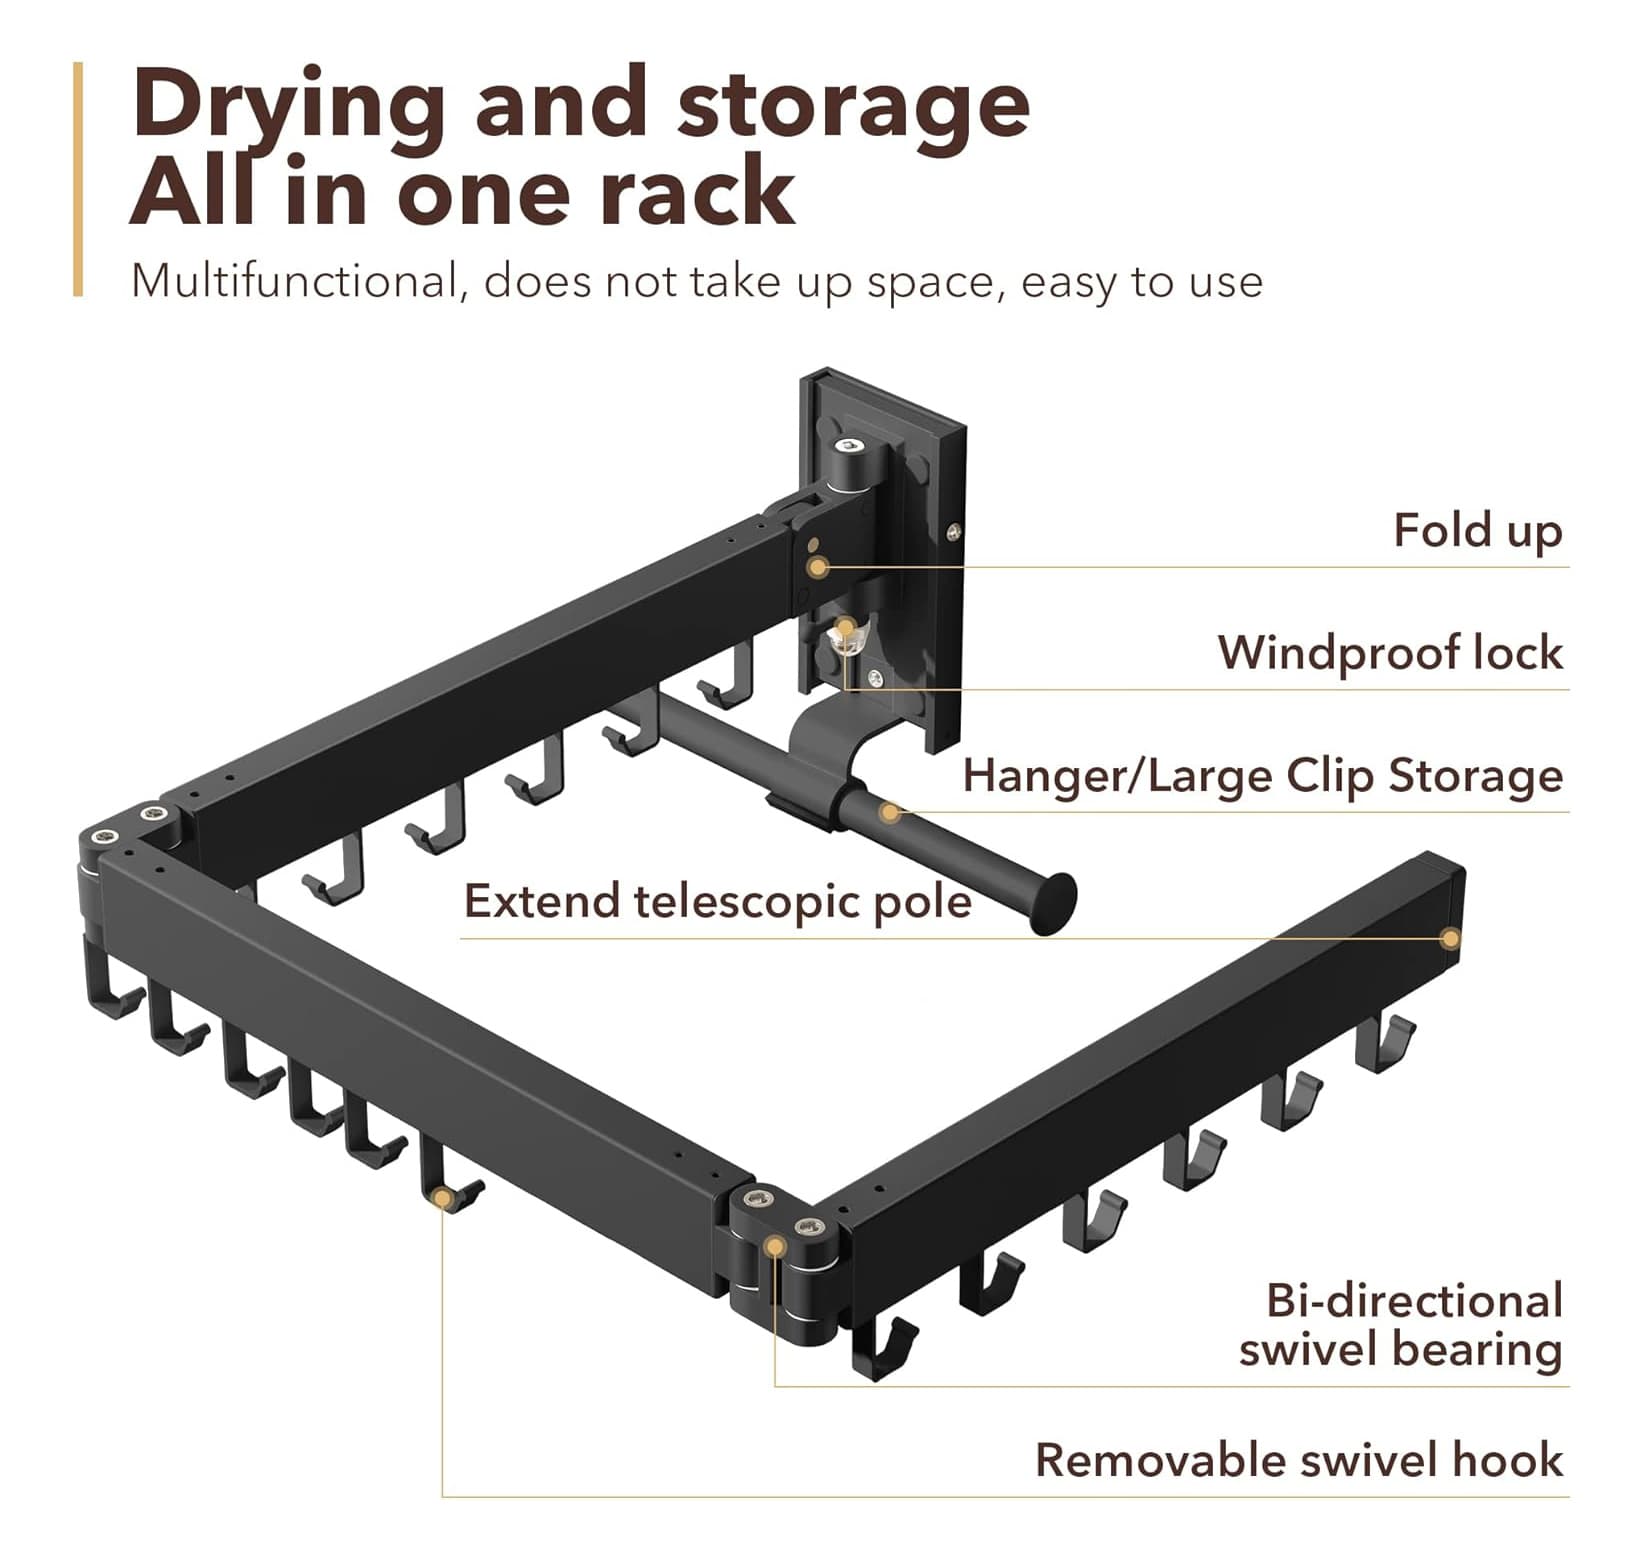 Drying and storage
All in one rack
Multifunctional, does not take up space, easy to use
Fold up
Windproof lock
Hanger/Large Clip Storage
Extend telescopic pole
Bi-directional
swivel bearing
Removable swivel hook